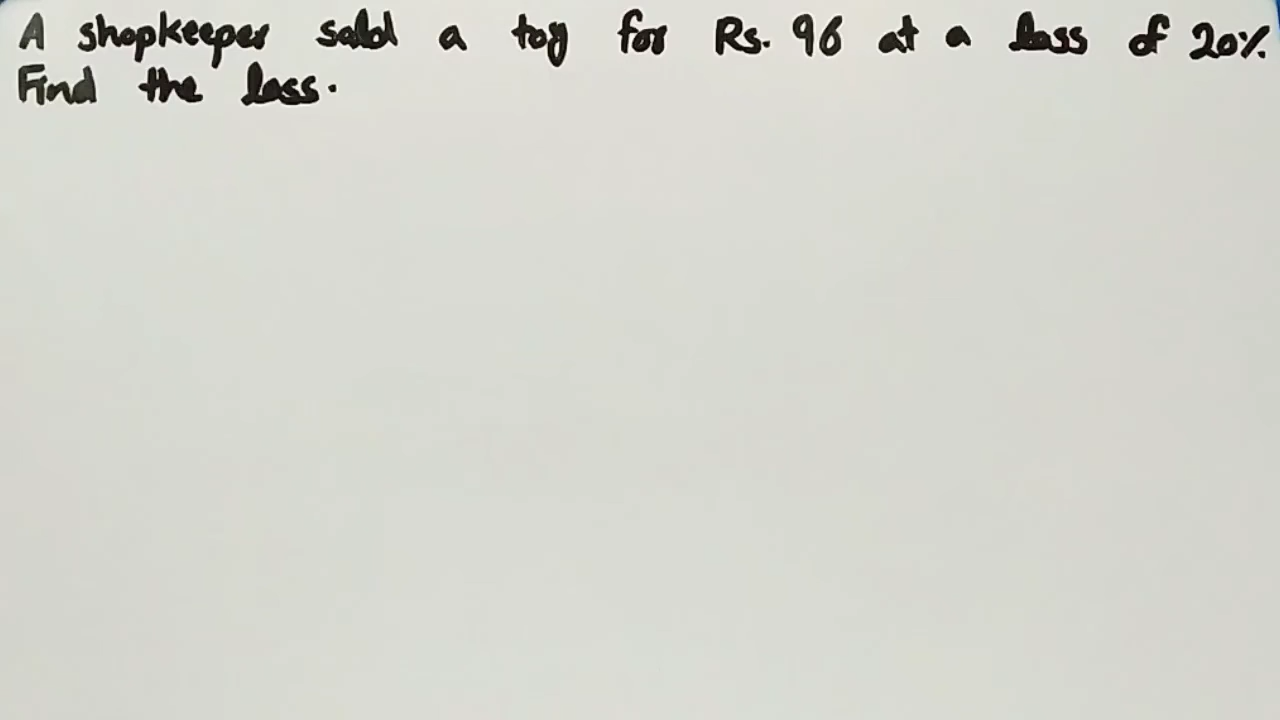 A shopkeeper sold a toy for Rs. 96 at a loss of 20%.
Find the loss.